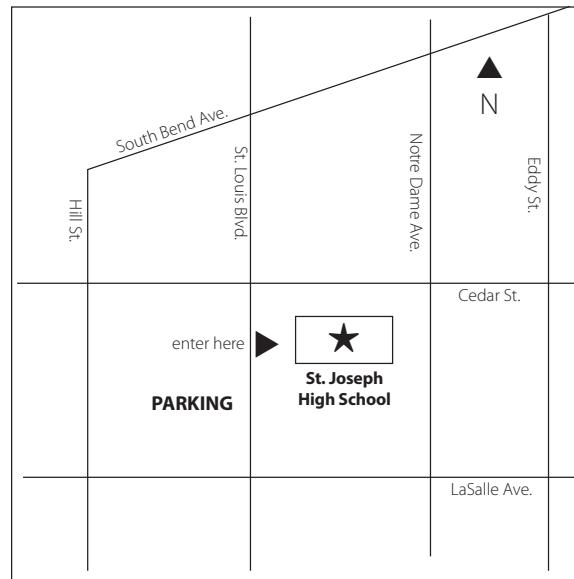 N
South Bend Ave.
Hill St.
St. Louis Blvd.
Notre Dame Ave.
Eddy St.
Cedar St.
enter here
St. Joseph
High School
PARKING
LaSalle Ave.